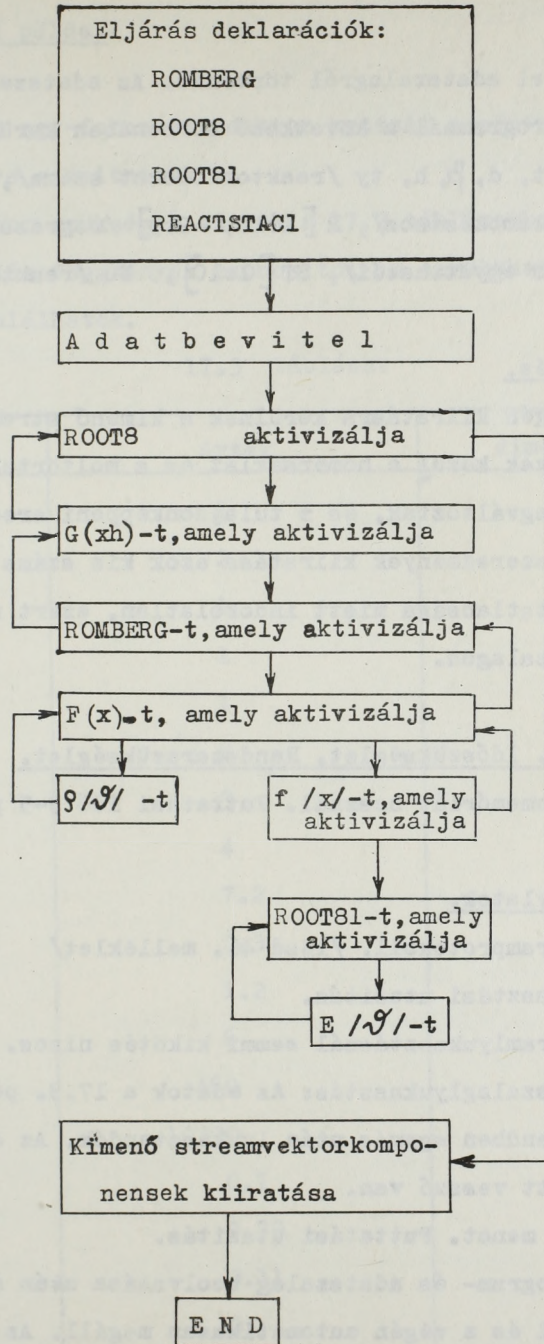 Eljárás deklarációk:
ROMBERG
ROOT8
ROOT81
REACTSTAC1
A d a t b e v i t e l
ROOT8 aktivizálja
G(xh)-t,amely aktivizálja
ROMBERG-t,amely aktivizálja
F(x)-t, amely aktivizálja
ϱ/ϑ/ -t
f /x/-t,amely
aktivizálja
ROOT81-t,amely
aktivizálja
E /ϑ/-t
Kimenő streamvektorkompo-
nensek kiiratása
E N D